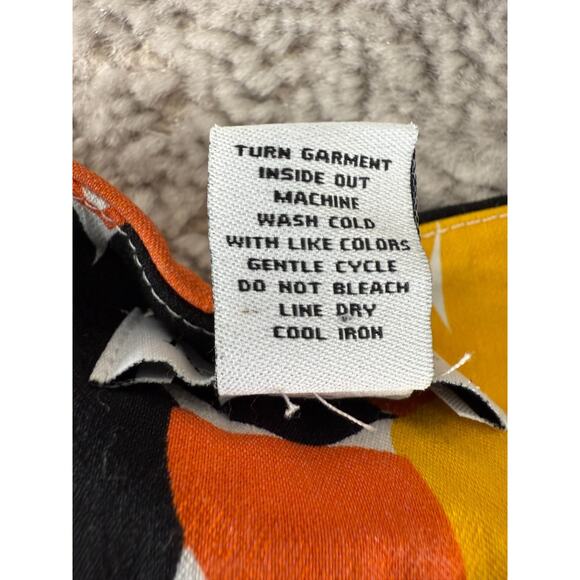 TURN GARMENT
INSIDE OUT
MACHINE
WASH COLD
WITH LIKE COLORS
GENTLE CYCLE
DO NOT BLEACH
LINE DRY
COOL IRON